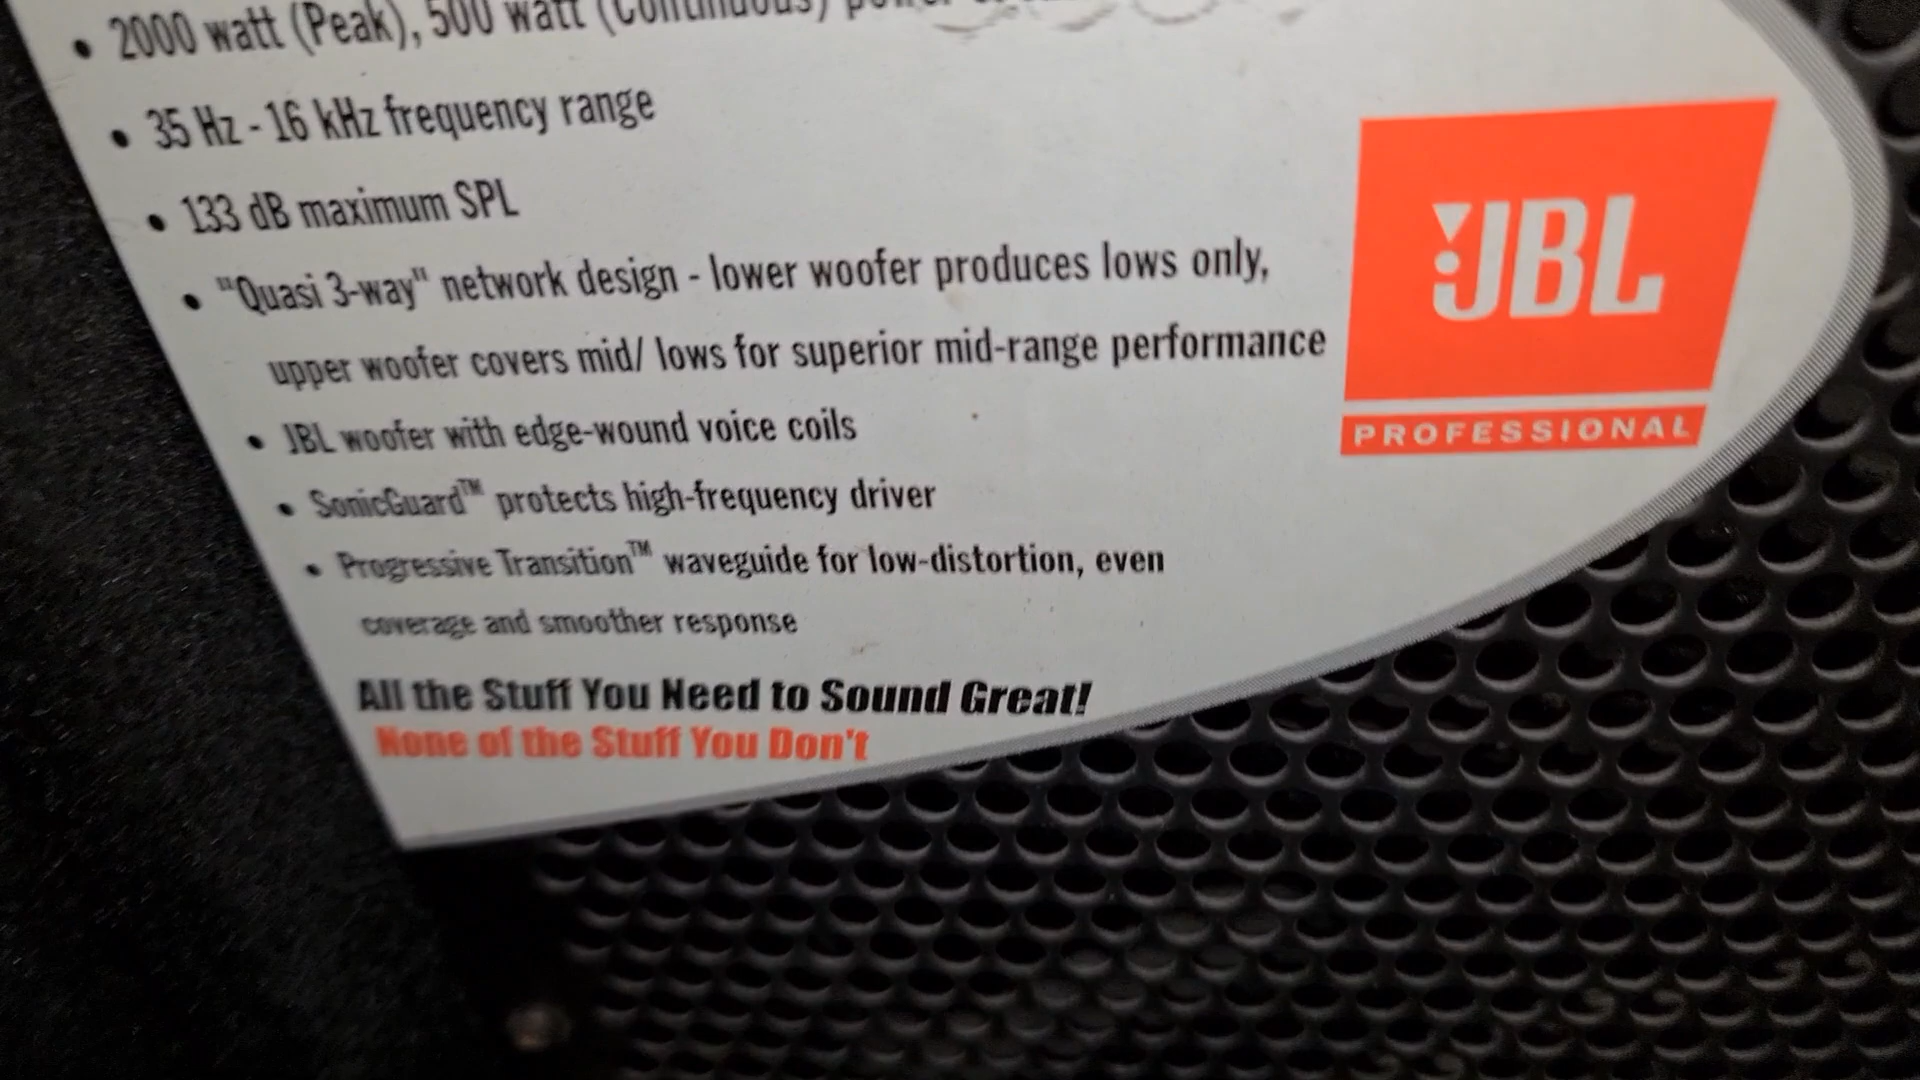 • 2000 watt (Peak), 500 watt (Continuous) power
• 35 Hz - 16 kHz frequency range
• 133 dB maximum SPL
• "Quasi 3-way" network design - lower woofer produces lows only,
upper woofer covers mid/ lows for superior mid-range performance
• JBL woofer with edge-wound voice coils
• SonicGuard™ protects high-frequency driver
• Progressive Transition™ waveguide for low-distortion, even
coverage and smoother response
All the Stuff You Need to Sound Great!
None of the Stuff You Don't
JBL
PROFESSIONAL